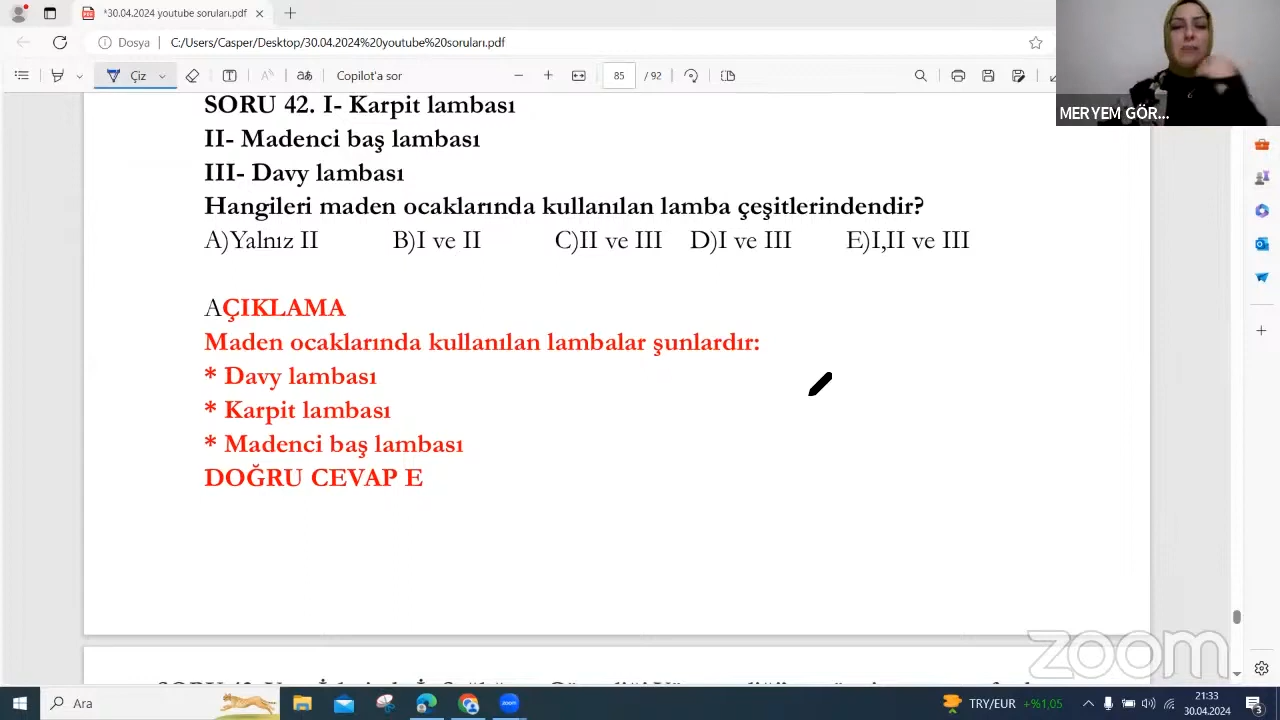 *30.04.2024 youtube soruları.pdf
Dosya
C:/Users/Casper/Desktop/30.04.2024%20youtube%20soruları.pdf
Çiz
Copilot'a sor
85 / 92
MERYEM GÖR...
SORU 42. I- Karpit lambası
II- Madenci baş lambası
III- Davy lambası
Hangileri maden ocaklarında kullanılan lamba çeşitlerindendir?
A)Yalnız II B)I ve II C)II ve III D)I ve III E)I,II ve III
AÇIKLAMA
Maden ocaklarında kullanılan lambalar şunlardır:
* Davy lambası
* Karpit lambası
* Madenci baş lambası
DOĞRU CEVAP E
zoom
Ara
zoom
TRY/EUR +%1,05
21:33
30.04.2024
3